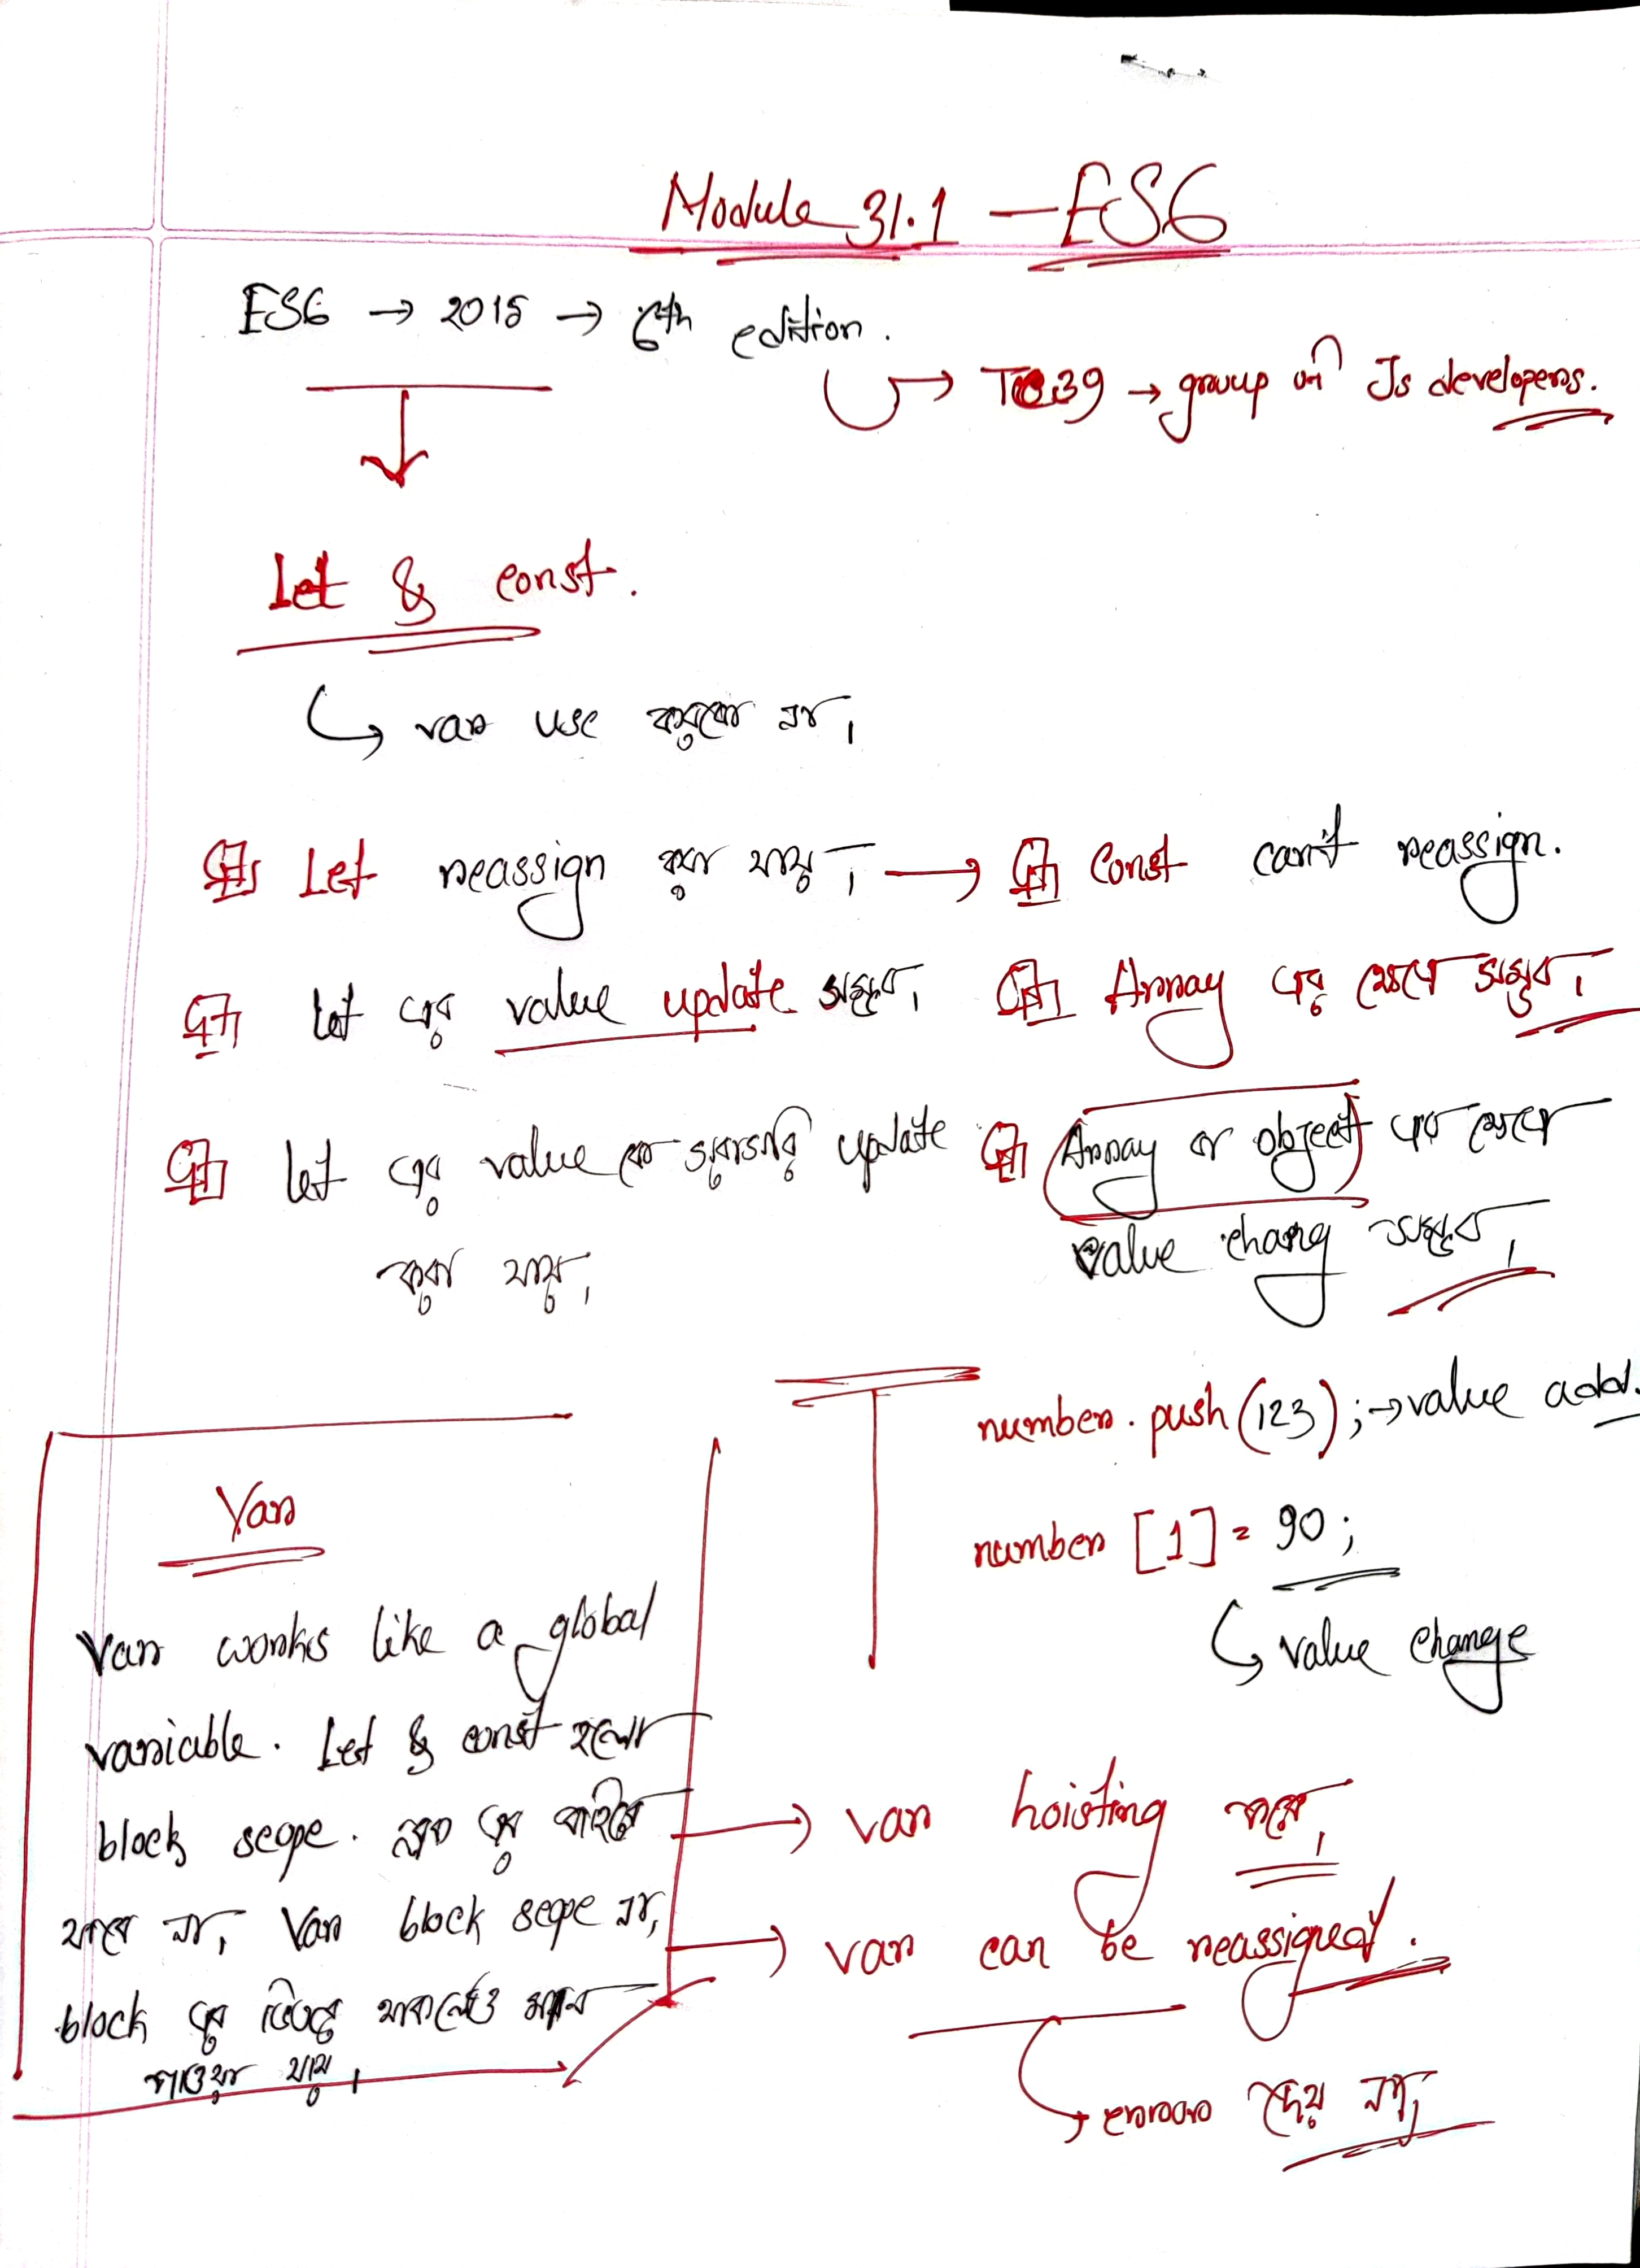 Module 31.1 — ES6
ES6 → 2015 → 6th edition.
→ TC39 → group of Js developers.
Let & const.
↳ var use করবো না।
Let reassign করা যায়। → const can't reassign.
let এর value update সম্ভব। Array এর ক্ষেত্রে সম্ভব।
let এর value কে সরাসরি update Array or object এর ক্ষেত্রে
করা যায়। value chang সম্ভব।
number.push(123); → value add.
number [1] = 90;
↳ value change
Var
Var works like a global
variable. Let & const হলো
block scope. ব্লক এর বাইরে
যাবে না। Var block scope না,
block এর ভিতরে থাকলেও মান
পাওয়া যায়।
→ var hoisting করে।
→ var can be reassigned.
↳ error দেয় না।